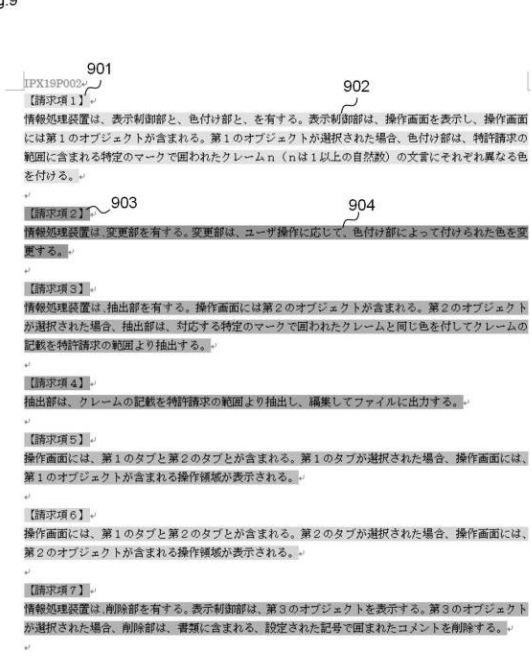 g.9
901
902
IPX19P002
【請求項1】
情報処理装置は、表示制御部と、色付け部と、を有する。表示制御部は、操作画面を表示し、操作画面
には第1のオブジェクトが含まれる。第1のオブジェクトが選択された場合、色付け部は、特許請求の
範囲に含まれる特定のマークで囲われたクレームn（nは1以上の自然数）の文言にそれぞれ異なる色
を付ける。
903
904
【請求項2】
情報処理装置は,変更部を有する。変更部は、ユーザ操作に応じて、色付け部によって付けられた色を変
更する。
【請求項3】
情報処理装置は,抽出部を有する。操作画面には第2のオブジェクトが含まれる。第2のオブジェクト
が選択された場合、抽出部は、対応する特定のマークで囲われたクレームと同じ色を付してクレームの
記載を特許請求の範囲より抽出する。
【請求項4】
抽出部は、クレームの記載を特許請求の範囲より抽出し、編集してファイルに出力する。
【請求項5】
操作画面には、第1のタブと第2のタブとが含まれる。第1のタブが選択された場合、操作画面には、
第1のオブジェクトが含まれる操作領域が表示される。
【請求項6】
操作画面には、第1のタブと第2のタブとが含まれる。第2のタブが選択された場合、操作画面には、
第2のオブジェクトが含まれる操作領域が表示される。
【請求項7】
情報処理装置は,削除部を有する。表示制御部は、第3のオブジェクトを表示する。第3のオブジェクト
が選択された場合、削除部は、書類に含まれる、設定された記号で囲まれたコメントを削除する。